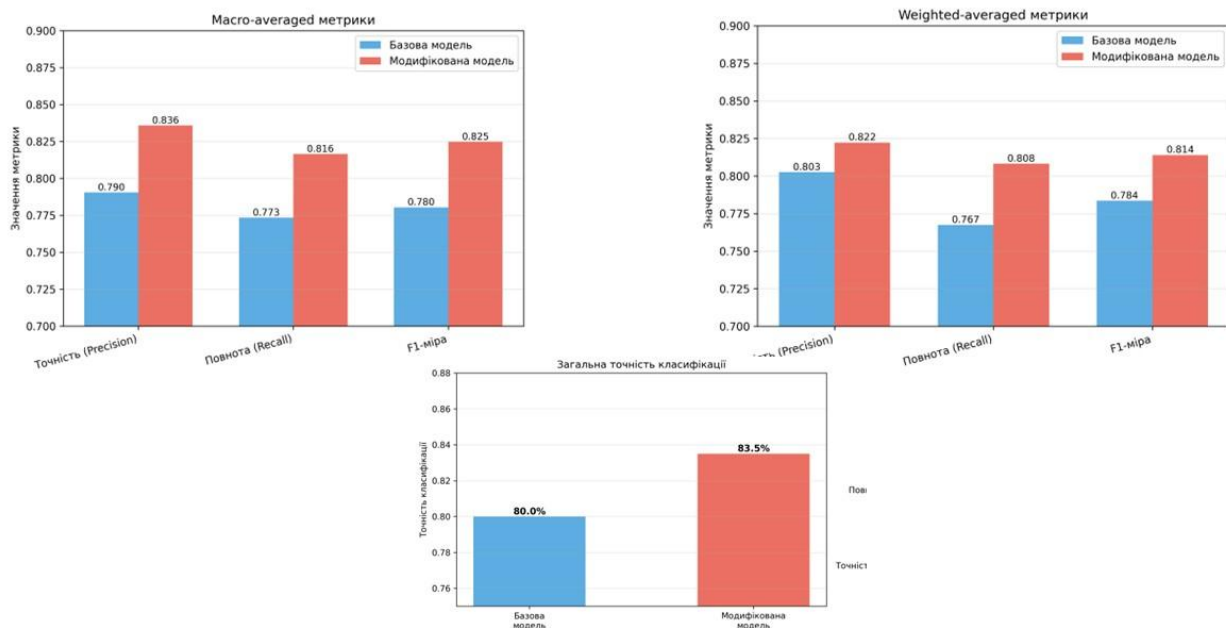 Macro-averaged метрики
0.900
0.875
0.850
0.825
0.800
0.775
0.750
0.725
0.700
Значення метрики
Базова модель
Модифікована модель
0.790
0.836
0.773
0.816
0.780
0.825
Точність (Precision)
Повнота (Recall)
F1-міра
Weighted-averaged метрики
0.900
0.875
0.850
0.825
0.800
0.775
0.750
0.725
0.700
Значення метрики
Базова модель
Модифікована модель
0.803
0.822
0.767
0.808
0.784
0.814
сть (Precision)
Повнота (Recall)
F1-міра
Загальна точність класифікації
0.88
0.86
0.84
0.82
0.80
0.78
0.76
Точність класифікації
80.0%
83.5%
Базова
модель
Модифікована
модель
Пов
Точніст